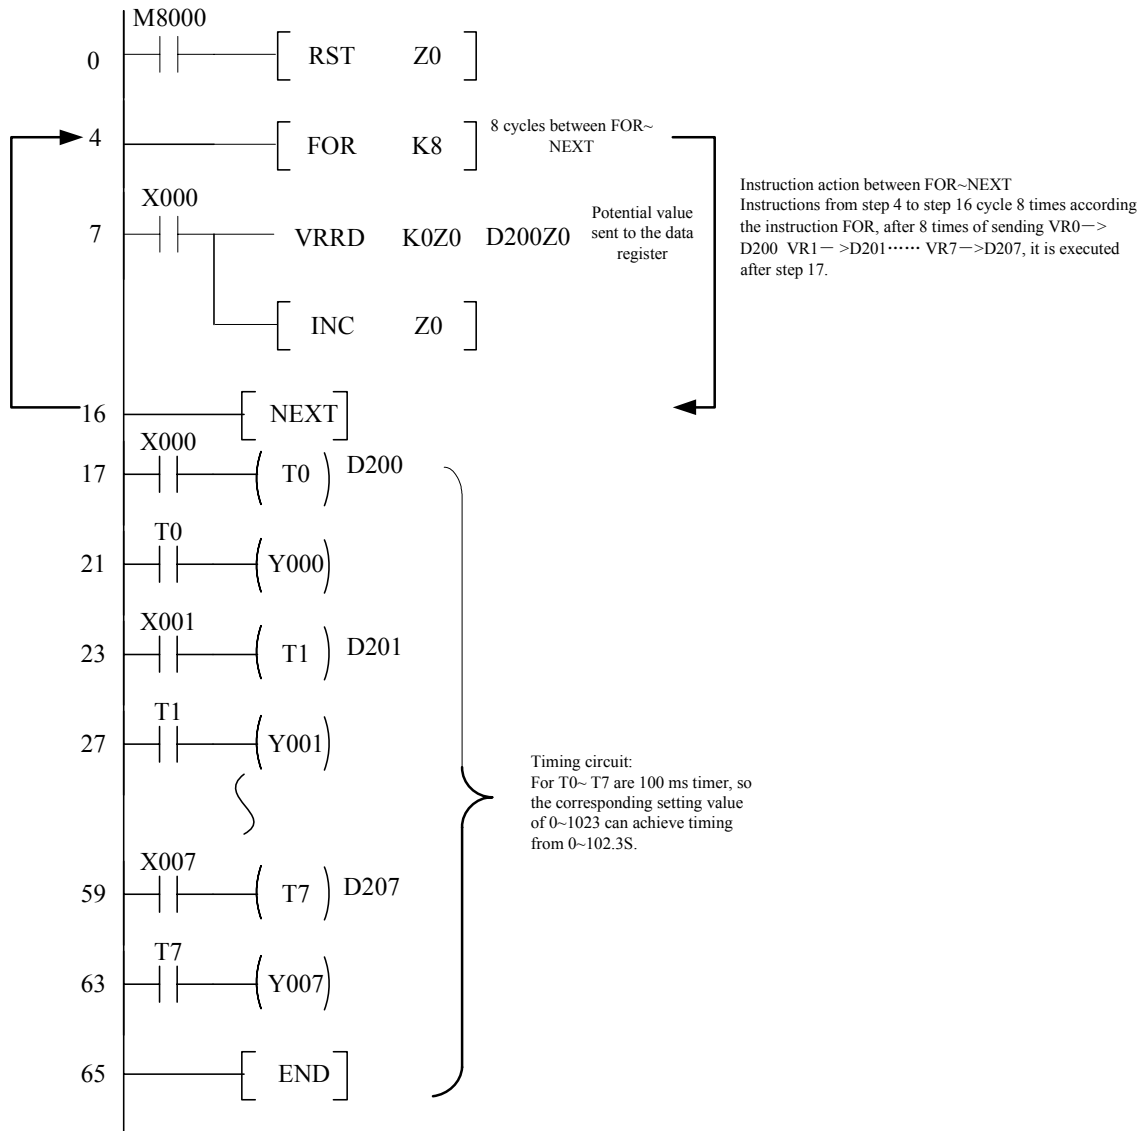 M8000
0 RST Z0
4 FOR K8 8 cycles between FOR~
NEXT
X000
7 VRRD K0Z0 D200Z0 Potential value
sent to the data
register
Instruction action between FOR~NEXT
Instructions from step 4 to step 16 cycle 8 times according
the instruction FOR, after 8 times of sending VR0—>
D200 VR1— >D201⋯⋯ VR7—>D207, it is executed
after step 17.
INC Z0
16 NEXT
X000
17 T0 D200
T0
21 Y000
X001
23 T1 D201
T1
27 Y001
Timing circuit:
For T0~ T7 are 100 ms timer, so
the corresponding setting value
of 0~1023 can achieve timing
from 0~102.3S.
X007
59 T7 D207
T7
63 Y007
65 END